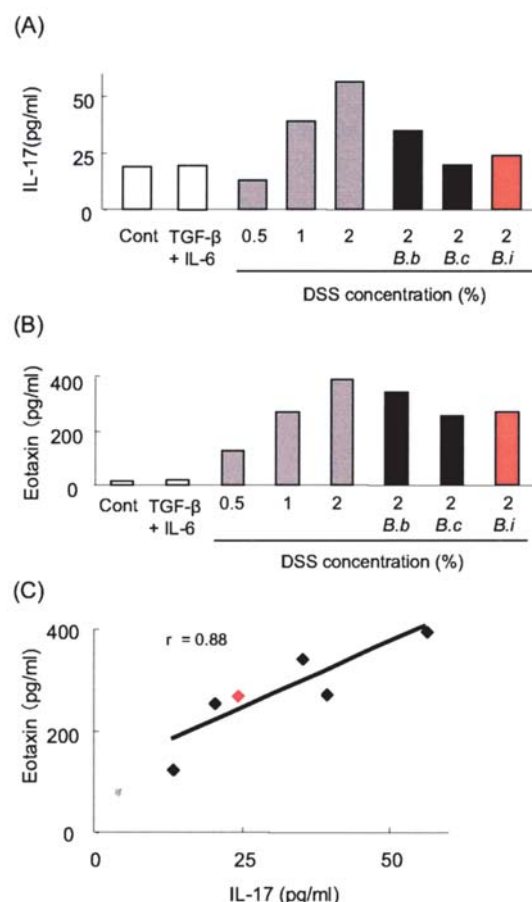 (A)
IL-17(pg/ml)
50
25
0
Cont TGF-β + IL-6 0.5 1 2 2 2 2
B.b B.c B.i
DSS concentration (%)
(B)
Eotaxin (pg/ml)
400
200
0
Cont TGF-β + IL-6 0.5 1 2 2 2 2
B.b B.c B.i
DSS concentration (%)
(C)
r = 0.88
Eotaxin (pg/ml)
400
200
0
0 25 50
IL-17 (pg/ml)